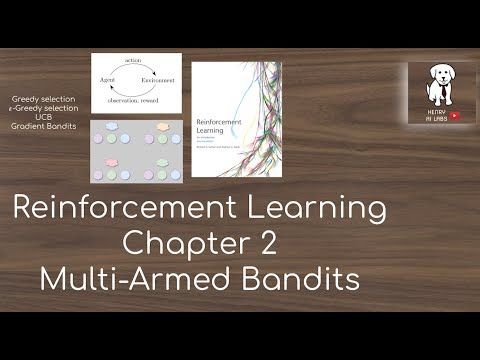 Greedy selection
ε-Greedy selection
UCB
Gradient Bandits
action
Agent
Environment
observation, reward
Reinforcement
Learning
HENRY
AI LABS
Reinforcement Learning
Chapter 2
Multi-Armed Bandits